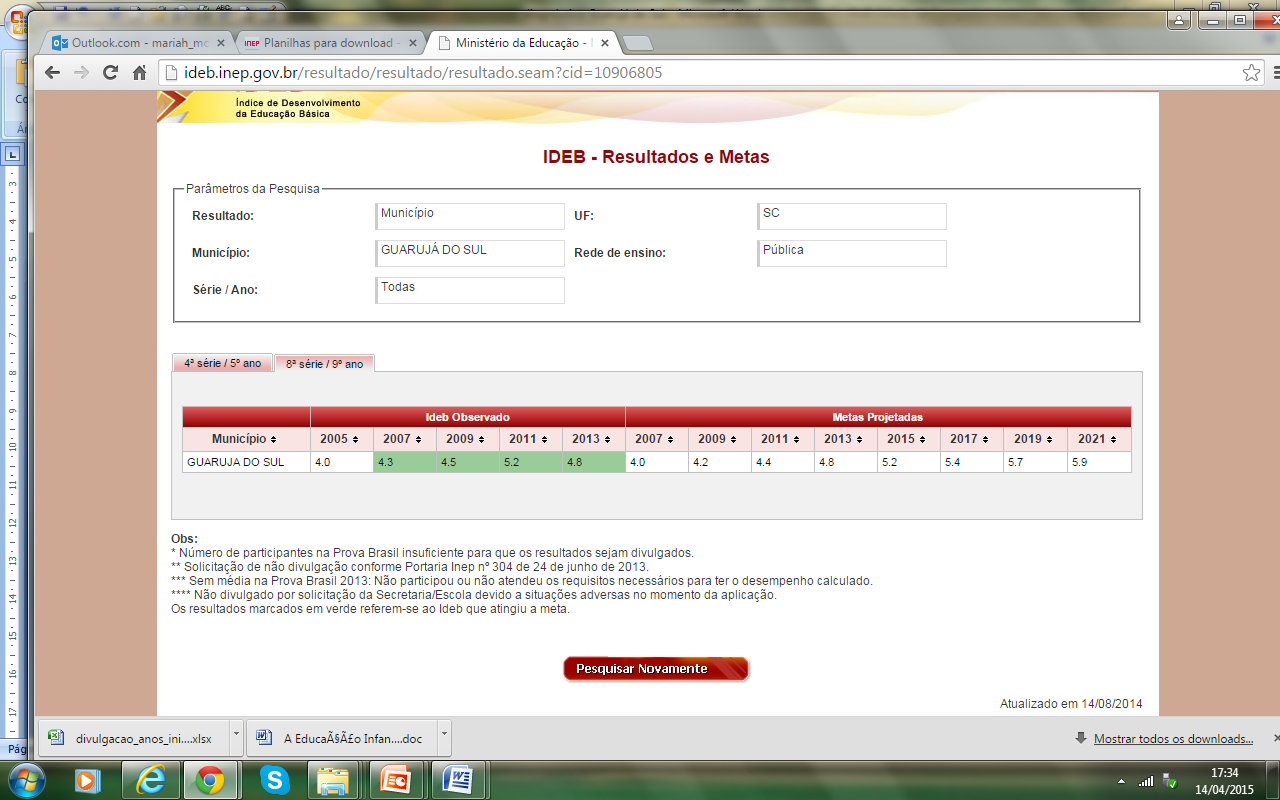 Outlook.com - mariah_mc
INEP Planilhas para download -
Ministério da Educação -
ideb.inep.gov.br/resultado/resultado/resultado.seam?cid=10906805
Índice de Desenvolvimento
da Educação Básica
IDEB - Resultados e Metas
Parâmetros da Pesquisa
Resultado: Município UF: SC
Município: GUARUJÁ DO SUL Rede de ensino: Pública
Série / Ano: Todas
4ª série / 5º ano 8ª série / 9º ano
Ideb Observado Metas Projetadas
Município 2005 2007 2009 2011 2013 2007 2009 2011 2013 2015 2017 2019 2021
GUARUJA DO SUL 4.0 4.3 4.5 5.2 4.8 4.0 4.2 4.4 4.8 5.2 5.4 5.7 5.9
Obs:
* Número de participantes na Prova Brasil insuficiente para que os resultados sejam divulgados.
** Solicitação de não divulgação conforme Portaria Inep nº 304 de 24 de junho de 2013.
*** Sem média na Prova Brasil 2013: Não participou ou não atendeu os requisitos necessários para ter o desempenho calculado.
**** Não divulgado por solicitação da Secretaria/Escola devido a situações adversas no momento da aplicação.
Os resultados marcados em verde referem-se ao Ideb que atingiu a meta.
Pesquisar Novamente
Atualizado em 14/08/2014
divulgacao_anos_ini....xlsx
A EducaÃ§Ã£o Infan....doc
Mostrar todos os downloads...
Pág
17:34
14/04/2015